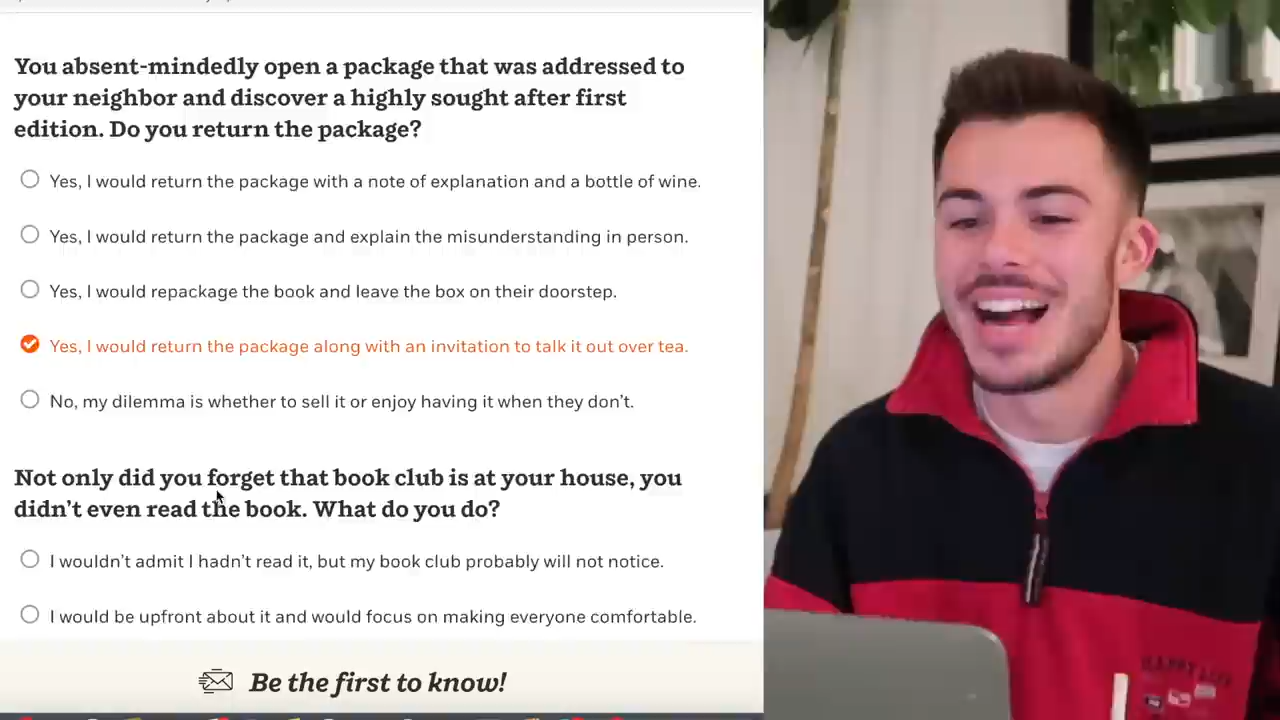 You absent-mindedly open a package that was addressed to
your neighbor and discover a highly sought after first
edition. Do you return the package?
Yes, I would return the package with a note of explanation and a bottle of wine.
Yes, I would return the package and explain the misunderstanding in person.
Yes, I would repackage the book and leave the box on their doorstep.
Yes, I would return the package along with an invitation to talk it out over tea.
No, my dilemma is whether to sell it or enjoy having it when they don’t.
Not only did you forget that book club is at your house, you
didn’t even read the book. What do you do?
I wouldn’t admit I hadn’t read it, but my book club probably will not notice.
I would be upfront about it and would focus on making everyone comfortable.
Be the first to know!